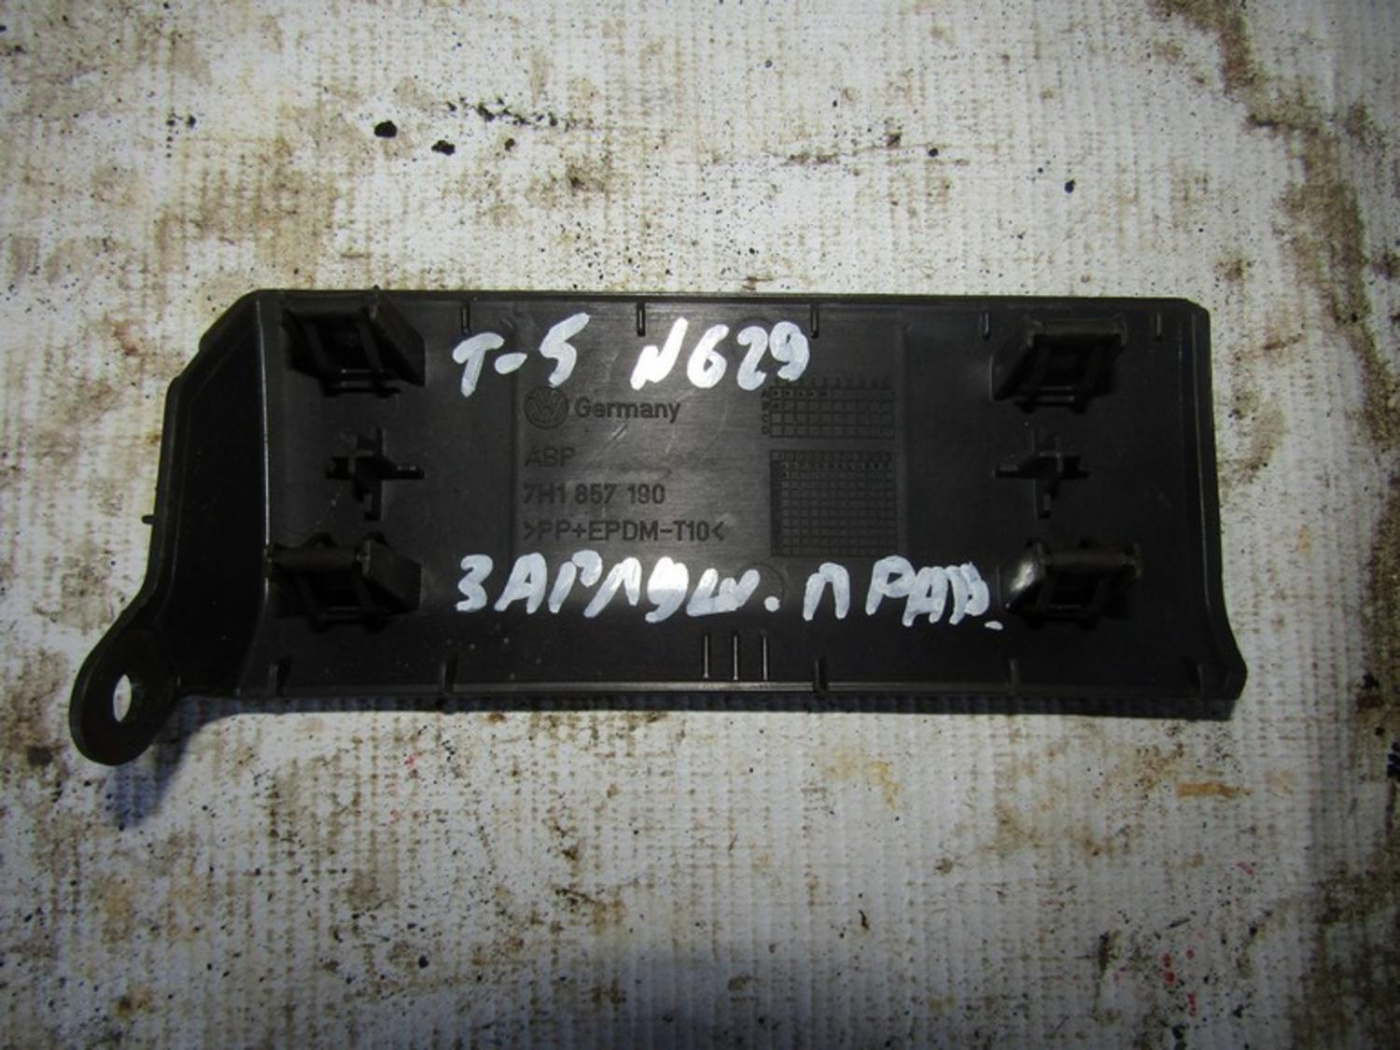 T-5 N629
Germany
ABP
7H1 857 190
>PP+EPDM-T10<
ЗАГЛУШ. ПРАВ.